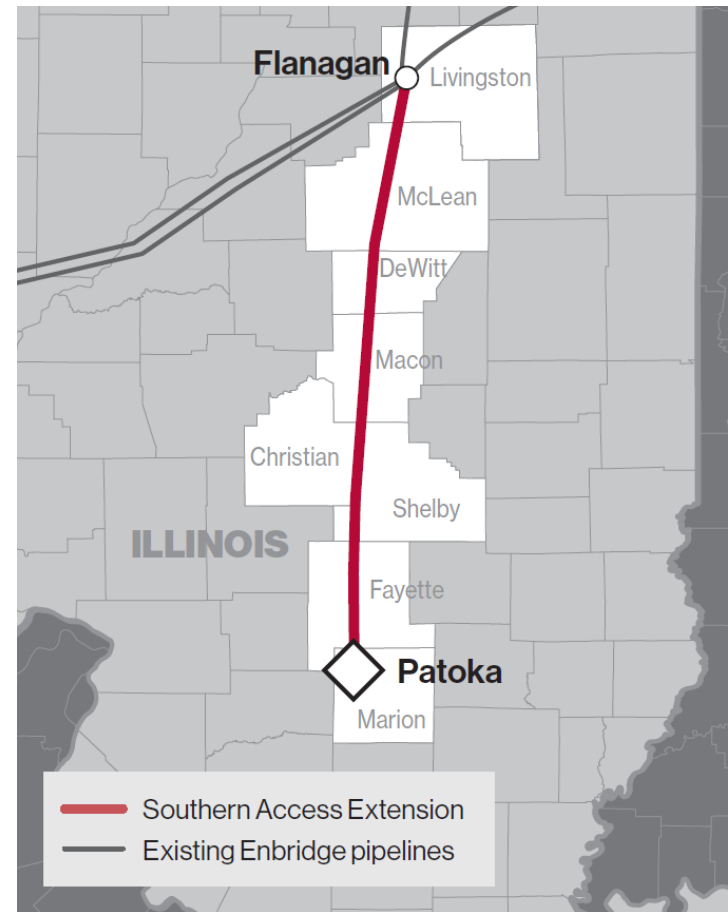 Flanagan
Livingston
McLean
DeWitt
Macon
Christian
Shelby
ILLINOIS
Fayette
Patoka
Marion
Southern Access Extension
Existing Enbridge pipelines